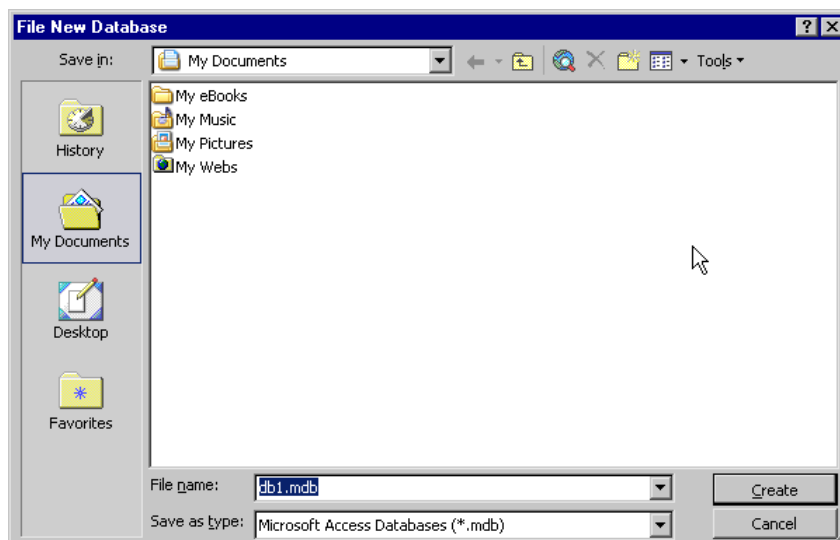 File New Database
Save in: My Documents Tools
My eBooks
My Music
My Pictures
My Webs
History
My Documents
Desktop
Favorites
File name: db1.mdb Create
Save as type: Microsoft Access Databases (*.mdb) Cancel